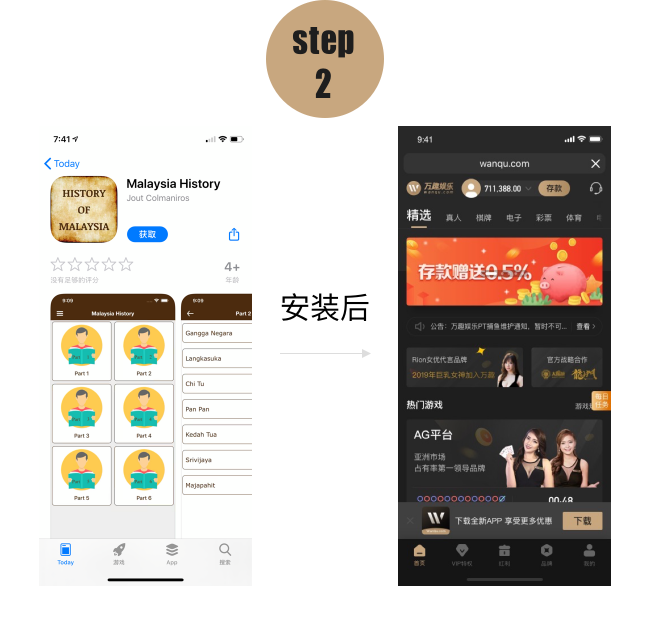 step
2
7:41
Today
HISTORY
OF
MALAYSIA
Malaysia History
Jout Colmaniros
获取
没有足够的评分
4+
年龄
9:09
Malaysia History
Part 1
Part 2
Part 3
Part 4
Part 5
Part 6
9:09
Part 2
Gangga Negara
Langkasuka
Chi Tu
Pan Pan
Kedah Tua
Srivijaya
Majapahit
Today
游戏
App
搜索
安装后
9:41
wanqu.com
万趣娱乐
711,388.00
存款
精选
真人
棋牌
电子
彩票
体育
存款赠送0.5%
公告：万趣娱乐PT捕鱼维护通知，暂时不可...
查看
Rion女优代言品牌
2019年巨乳女神加入万趣
官方战略合作
每日
任务
热门游戏
AG平台
亚洲市场
占有率第一领导品牌
00:48
W
下载全新APP 享受更多优惠
下载
首页
VIP特权
红利
品牌
我的